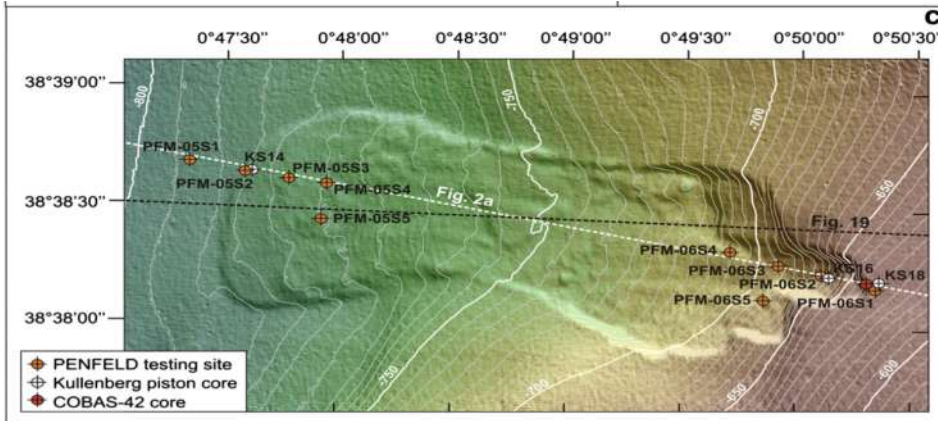 C
0°47'30" 0°48'00" 0°48'30" 0°49'00" 0°49'30" 0°50'00" 0°50'30"
38°39'00"
38°38'30"
38°38'00"
-800
-750
-700
-650
PFM-05S1
KS14
PFM-05S2
PFM-05S3
PFM-05S4
PFM-05S5
Fig. 2a
Fig. 19
PFM-06S4
PFM-06S3
KS16
KS18
PFM-06S2
PFM-06S5
PFM-06S1
-750
-700
-650
-600
PENFELD testing site
Kullenberg piston core
COBAS-42 core